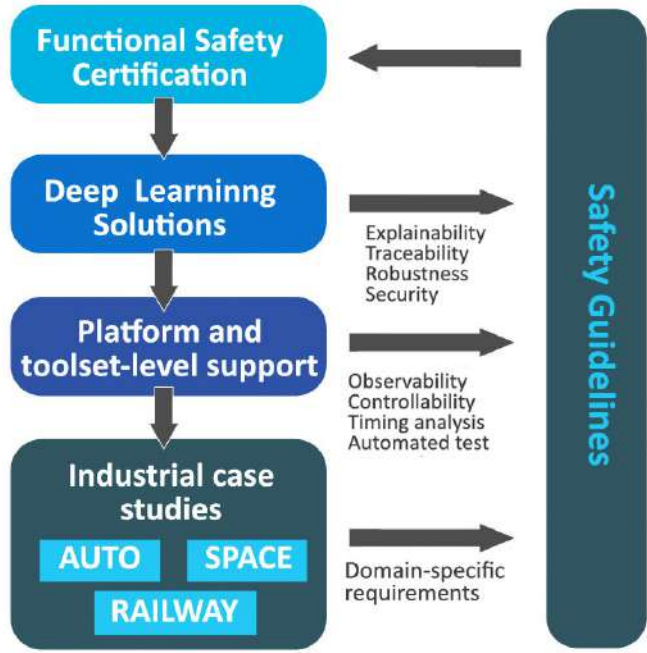 Functional Safety
Certification
Deep Learninng
Solutions
Explainability
Traceability
Robustness
Security
Platform and
toolset-level support
Observability
Controllability
Timing analysis
Automated test
Industrial case
studies
AUTO
SPACE
RAILWAY
Domain-specific
requirements
Safety Guidelines